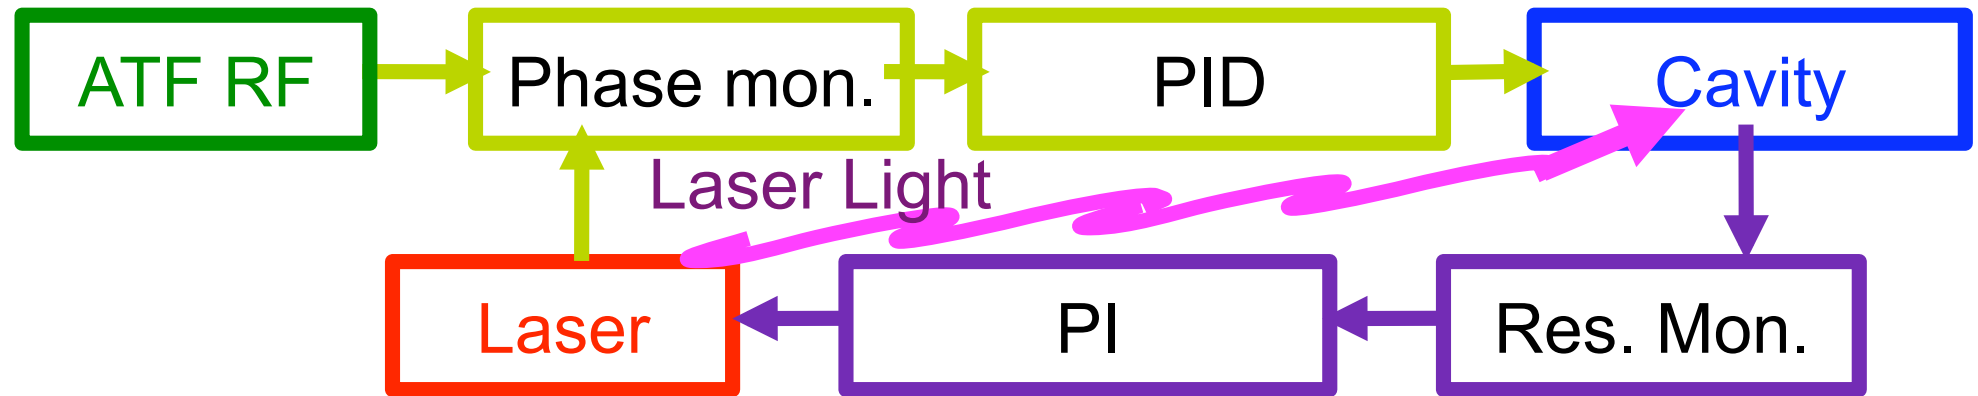 ATF RF
Phase mon.
PID
Cavity
Laser Light
Laser
PI
Res. Mon.